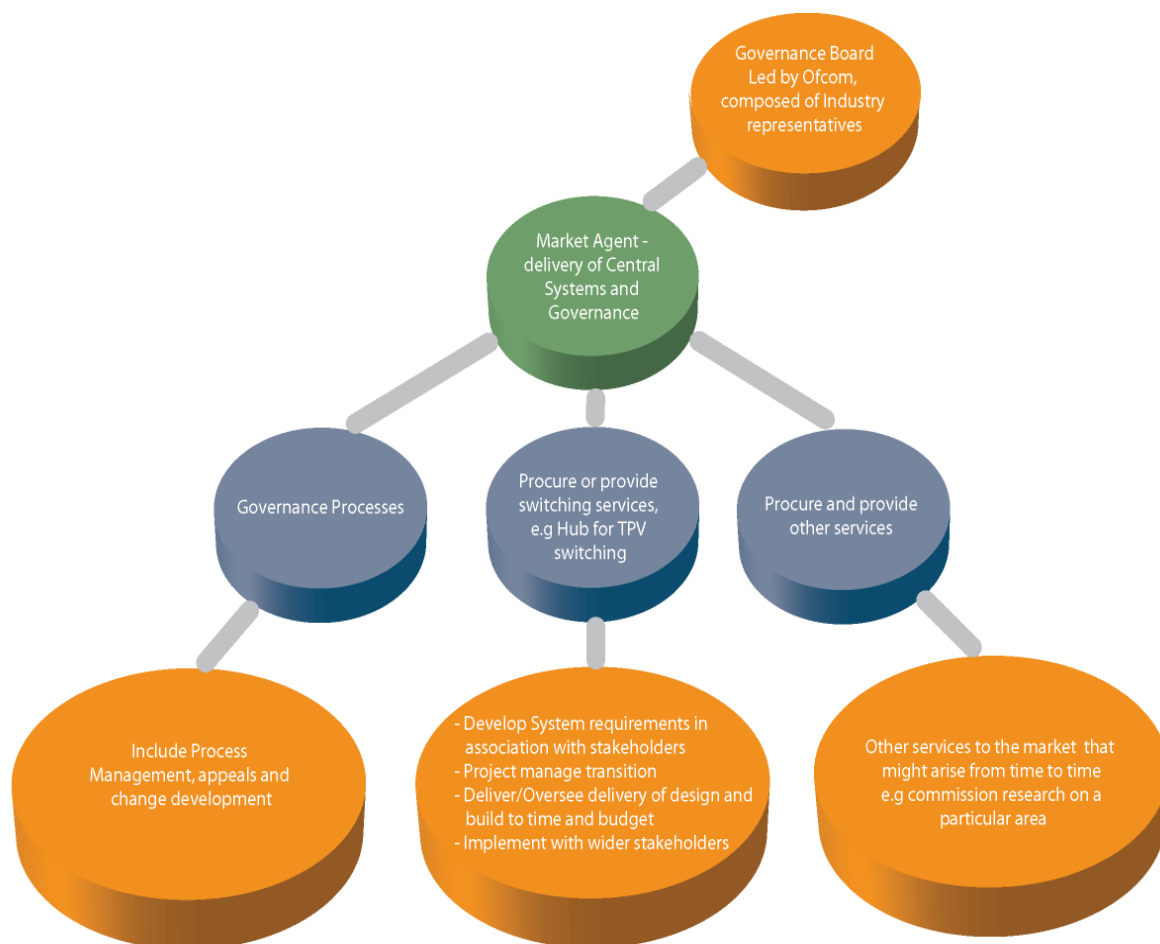 Governance Board
Led by Ofcom,
composed of Industry
representatives
Market Agent -
delivery of Central
Systems and
Governance
Governance Processes
Procure or provide
switching services,
e.g Hub for TPV
switching
Procure and provide
other services
Include Process
Management, appeals and
change development
- Develop System requirements in
association with stakeholders
- Project manage transition
- Deliver/Oversee delivery of design and
build to time and budget
- Implement with wider stakeholders
Other services to the market that
might arise from time to time
e.g commission research on a
particular area